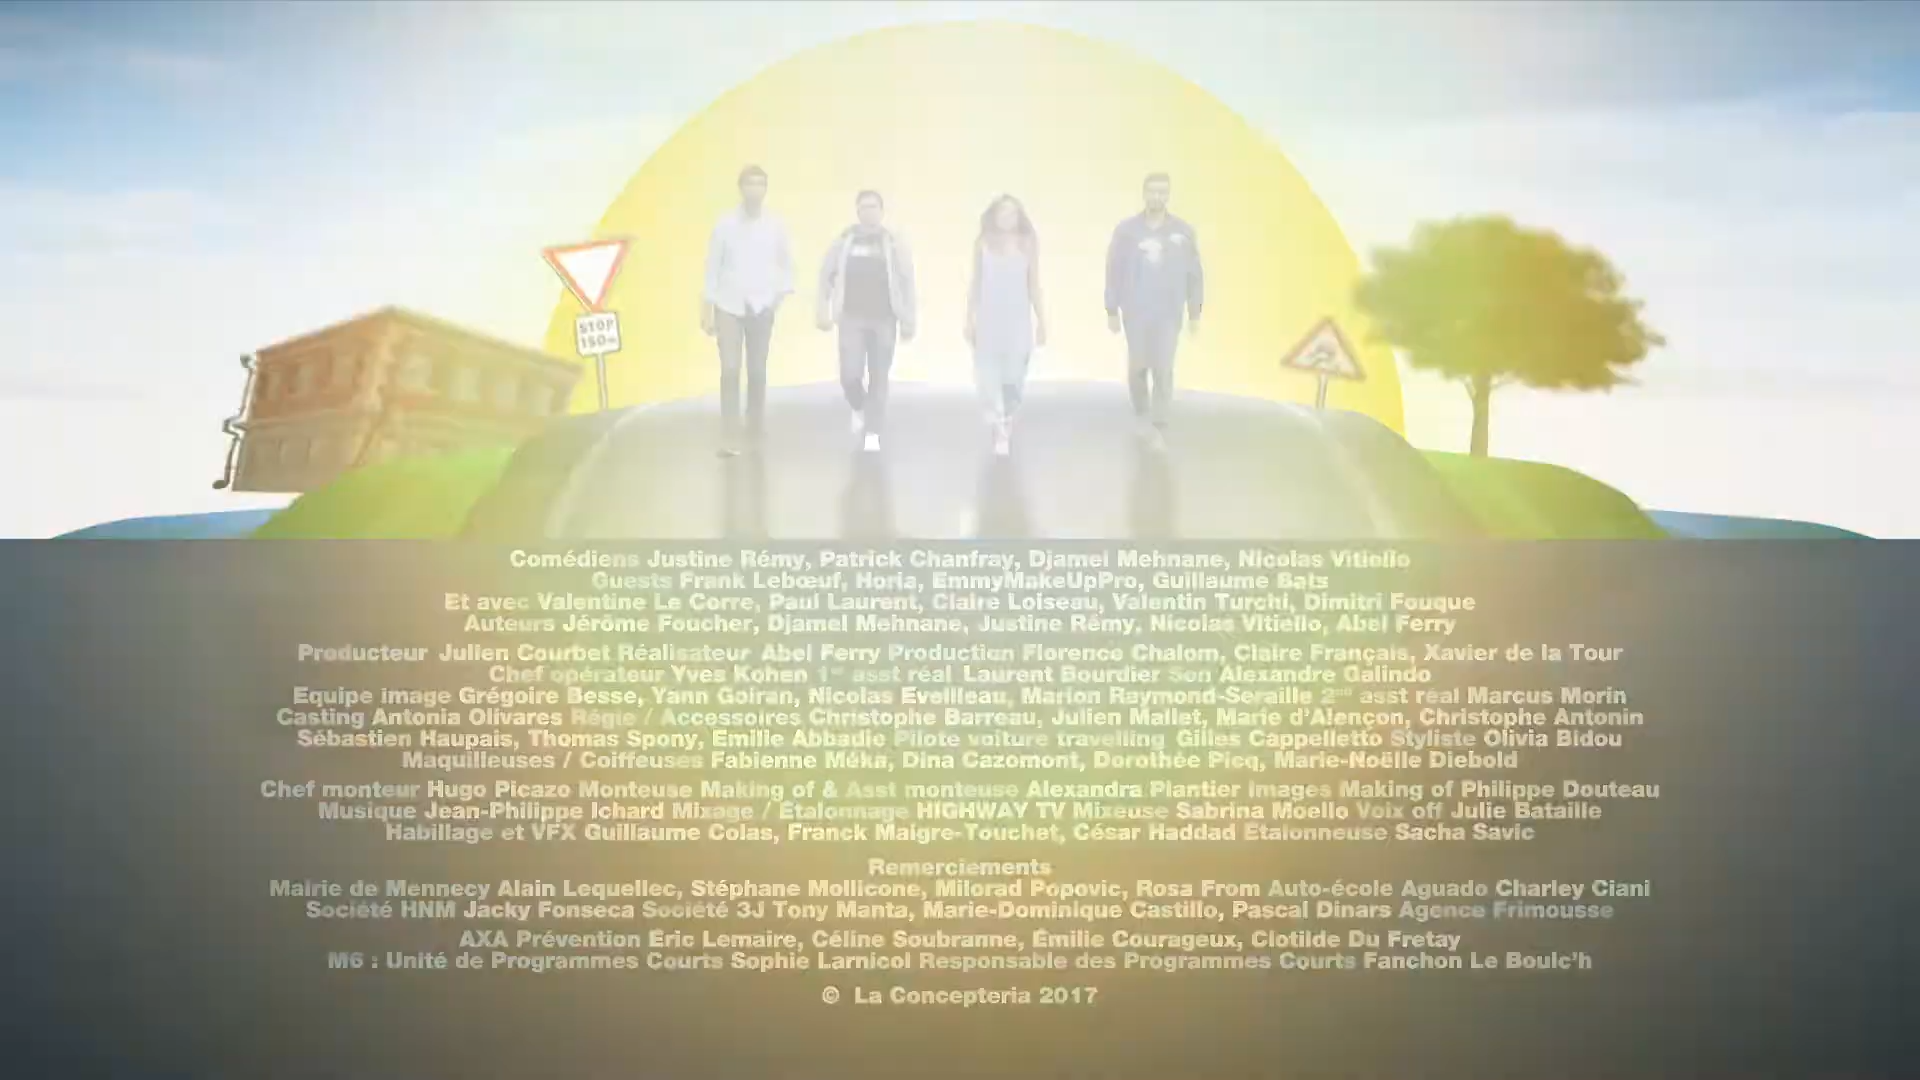 STOP
150m
Comédiens Justine Rémy, Patrick Chanfray, Djamel Mehnane, Nicolas Vitiello
Guests Frank Lebœuf, Horia, EmmyMakeUpPro, Guillaume Bats
Et avec Valentine Le Corre, Paul Laurent, Claire Loiseau, Valentin Turchi, Dimitri Fouque
Auteurs Jérôme Foucher, Djamel Mehnane, Justine Rémy, Nicolas Vitiello, Abel Ferry
Producteur Julien Courbet Réalisateur Abel Ferry Production Florence Chalom, Claire Français, Xavier de la Tour
Chef opérateur Yves Kohen 1er asst réal Laurent Bourdier Son Alexandre Galindo
Equipe image Grégoire Besse, Yann Goiran, Nicolas Eveilleau, Marion Raymond-Seraille 2nd asst réal Marcus Morin
Casting Antonia Olivares Régie / Accessoires Christophe Barreau, Julien Mallet, Marie d'Alençon, Christophe Antonin
Sébastien Haupais, Thomas Spony, Emilie Abbadie Pilote voiture travelling Gilles Cappelletto Styliste Olivia Bidou
Maquilleuses / Coiffeuses Fabienne Méka, Dina Cazomont, Dorothée Picq, Marie-Noëlle Diebold
Chef monteur Hugo Picazo Monteuse Making of & Asst monteuse Alexandra Plantier Images Making of Philippe Douteau
Musique Jean-Philippe Ichard Mixage / Étalonnage HIGHWAY TV Mixeuse Sabrina Moello Voix off Julie Bataille
Habillage et VFX Guillaume Colas, Franck Maigre-Touchet, César Haddad Etalonneuse Sacha Savic
Remerciements
Mairie de Mennecy Alain Lequellec, Stéphane Mollicone, Milorad Popovic, Rosa From Auto-école Aguado Charley Ciani
Société HNM Jacky Fonseca Société 3J Tony Manta, Marie-Dominique Castillo, Pascal Dinars Agence Frimousse
AXA Prévention Éric Lemaire, Céline Soubranne, Émilie Courageux, Clotilde Du Fretay
M6 : Unité de Programmes Courts Sophie Larnicol Responsable des Programmes Courts Fanchon Le Boulc'h
© La Concepteria 2017